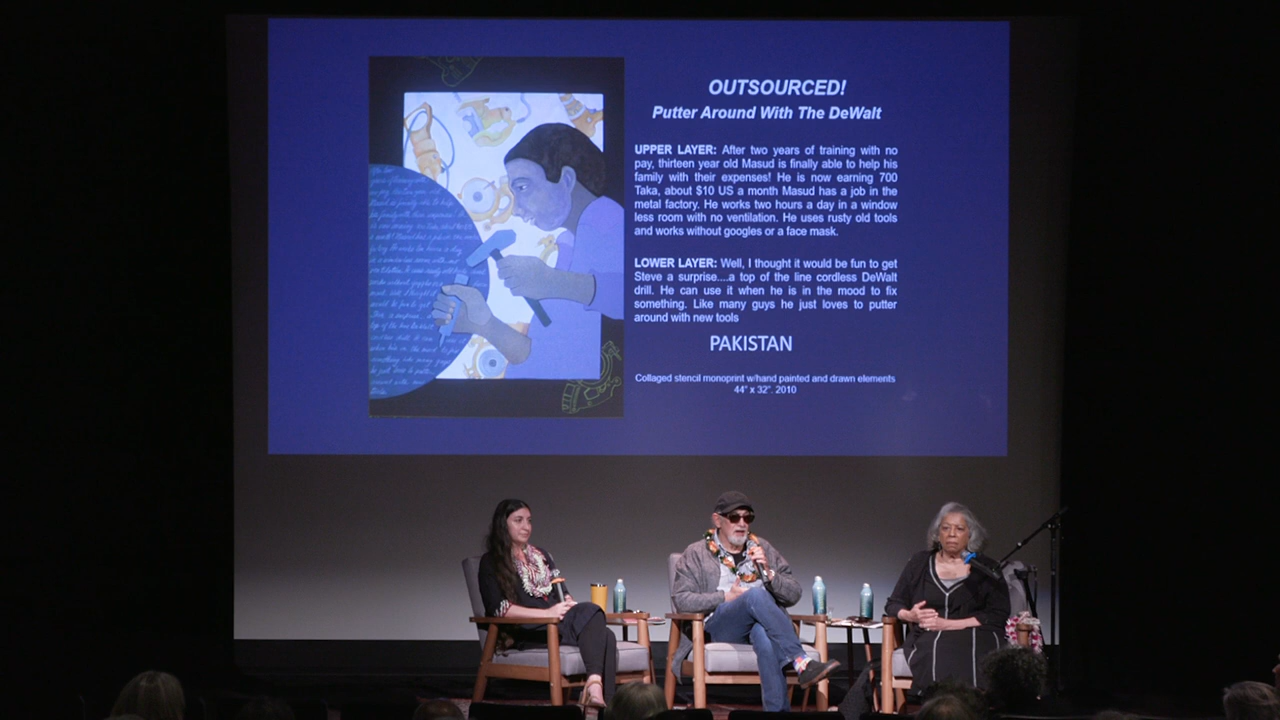 OUTSOURCED!
Putter Around With The DeWalt
UPPER LAYER: After two years of training with no
pay, thirteen year old Masud is finally able to help his
family with their expenses! He is now earning 700
Taka, about $10 US a month Masud has a job in the
metal factory. He works two hours a day in a window
less room with no ventilation. He uses rusty old tools
and works without googles or a face mask.
LOWER LAYER: Well, I thought it would be fun to get
Steve a surprise....a top of the line cordless DeWalt
drill. He can use it when he is in the mood to fix
something. Like many guys he just loves to putter
around with new tools
PAKISTAN
Collaged stencil monoprint w/hand painted and drawn elements
44" x 32". 2010